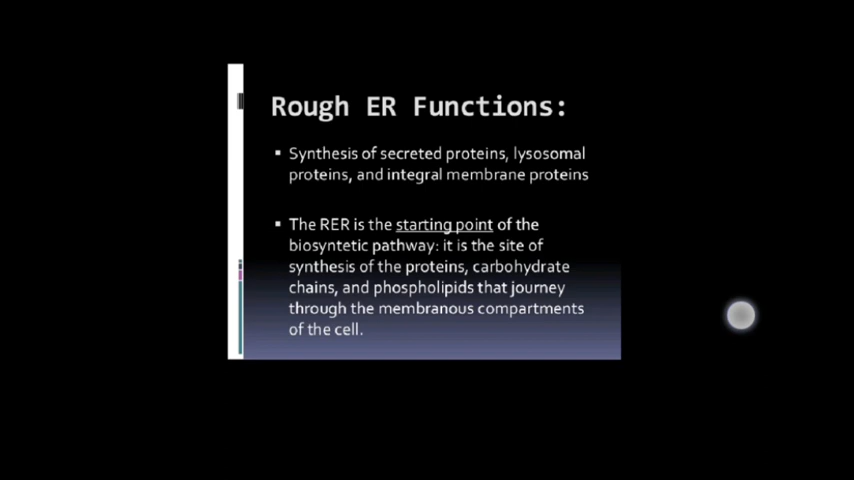 Rough ER Functions:
▪ Synthesis of secreted proteins, lysosomal
proteins, and integral membrane proteins
▪ The RER is the starting point of the
biosyntetic pathway: it is the site of
synthesis of the proteins, carbohydrate
chains, and phospholipids that journey
through the membranous compartments
of the cell.